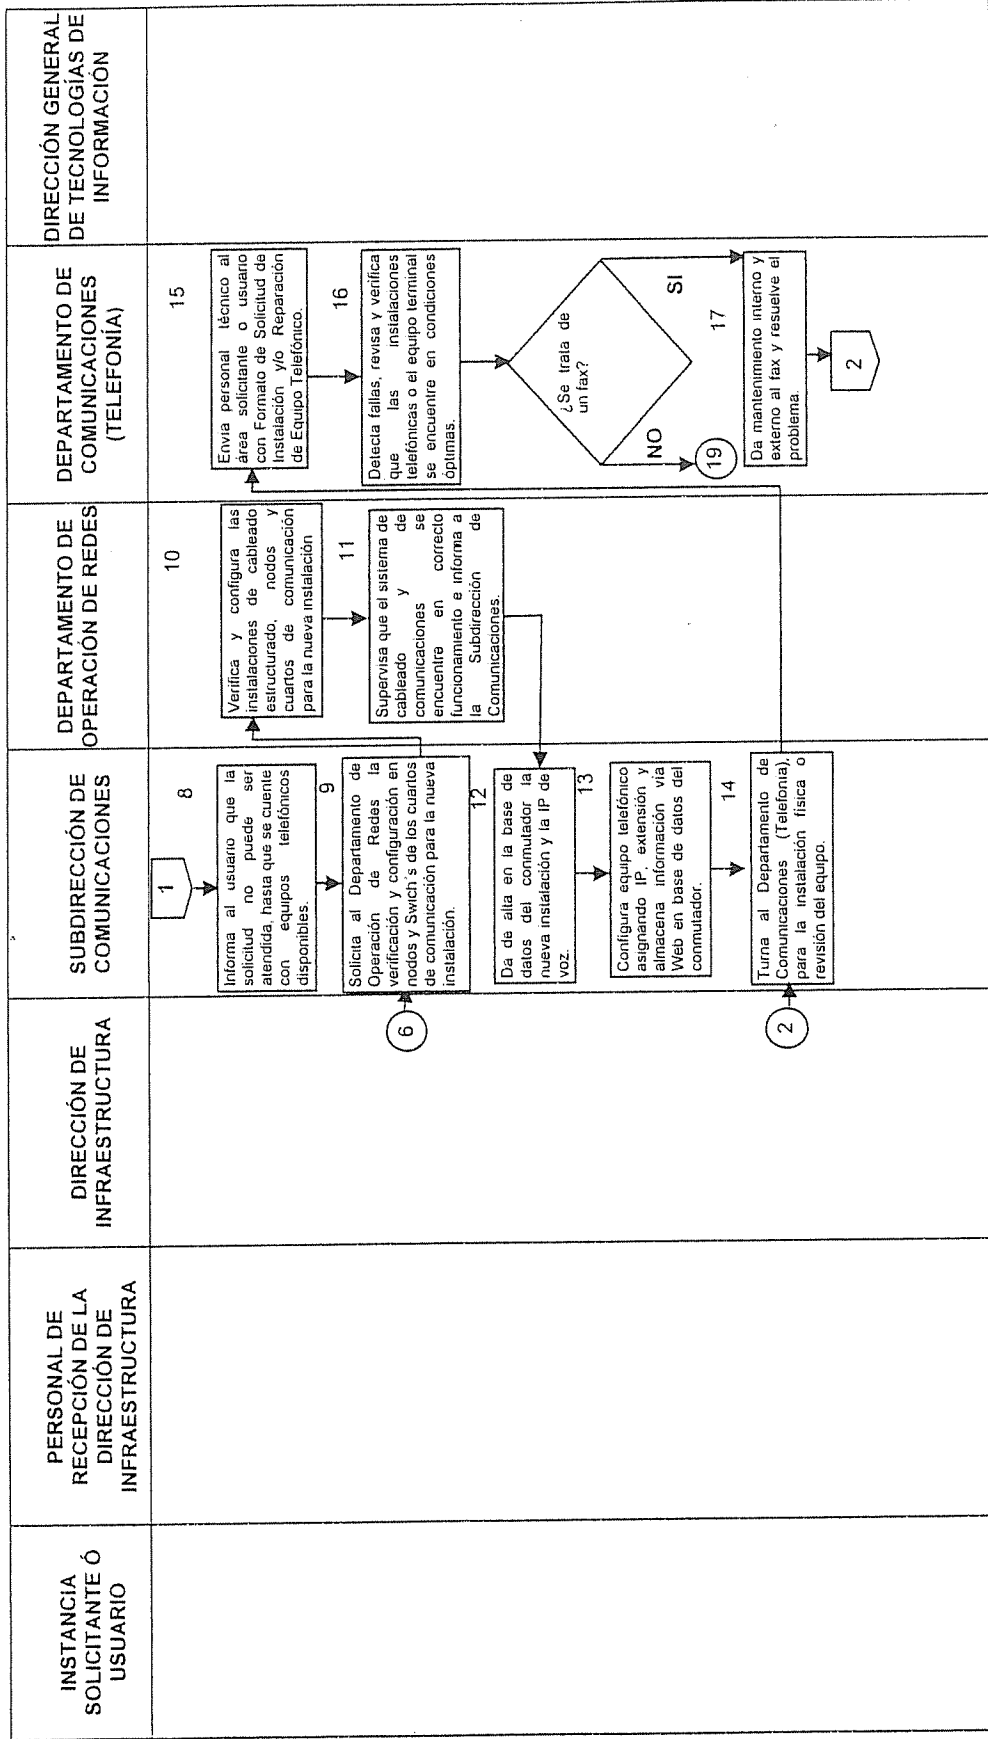 INSTANCIA
SOLICITANTE Ó
USUARIO
PERSONAL DE
RECEPCIÓN DE LA
DIRECCIÓN DE
INFRAESTRUCTURA
DIRECCIÓN DE
INFRAESTRUCTURA
SUBDIRECCIÓN DE
COMUNICACIONES
DEPARTAMENTO DE
OPERACIÓN DE REDES
DEPARTAMENTO DE
COMUNICACIONES
(TELEFONÍA)
DIRECCIÓN GENERAL
DE TECNOLOGÍAS DE
INFORMACIÓN
1
8
Informa al usuario que la
solicitud no puede ser
atendida, hasta que se cuente
con equipos telefónicos
disponibles.
9
6
Solicita al Departamento de
Operación de Redes la
verificación y configuración en
nodos y Swich´s de los cuartos
de comunicación para la nueva
instalación.
10
Verifica y configura las
instalaciones de cableado
estructurado, nodos y
cuartos de comunicación
para la nueva instalación
11
Supervisa que el sistema de
cableado y de
comunicaciones se
encuentre en correcto
funcionamiento e informa a
la Subdirección de
Comunicaciones.
12
Da de alta en la base de
datos del conmutador la
nueva instalación y la IP de
voz.
13
Configura equipo telefónico
asignando IP, extensión y
almacena información vía
Web en base de datos del
conmutador.
14
2
Turna al Departamento de
Comunicaciones (Telefonía),
para la instalación física o
revisión del equipo.
15
Envia personal técnico al
área solicitante o usuario
con Formato de Solicitud de
Instalación y/o Reparación
de Equipo Telefónico.
16
Detecta fallas, revisa y verifica
que las instalaciones
telefónicas o el equipo terminal
se encuentre en condiciones
óptimas.
¿Se trata de
un fax?
NO
SI
19
17
Da mantenimiento interno y
externo al fax y resuelve el
problema.
2